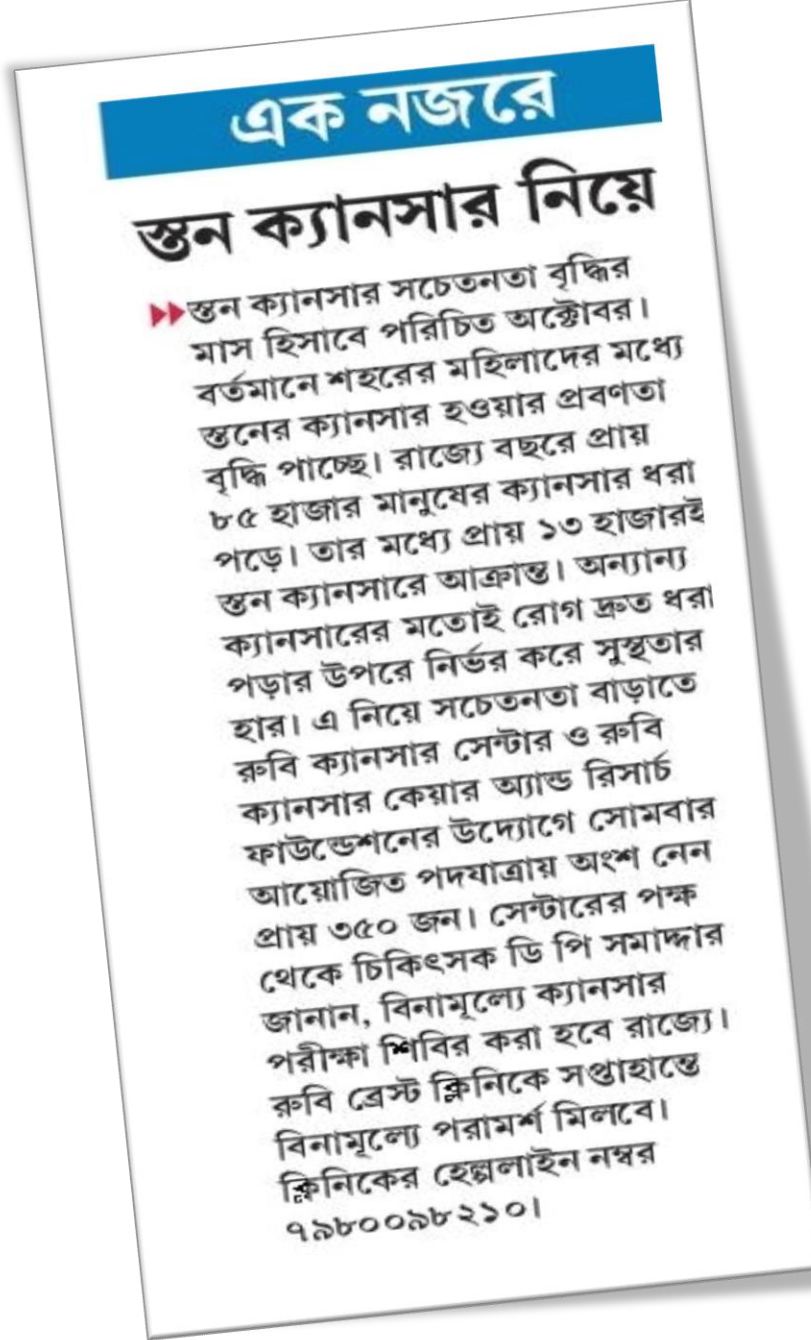 এক নজরে
স্তন ক্যানসার নিয়ে
স্তন ক্যানসার সচেতনতা বৃদ্ধির
মাস হিসাবে পরিচিত অক্টোবর।
বর্তমানে শহরের মহিলাদের মধ্যে
স্তনের ক্যানসার হওয়ার প্রবণতা
বৃদ্ধি পাচ্ছে। রাজ্যে বছরে প্রায়
৮৫ হাজার মানুষের ক্যানসার ধরা
পড়ে। তার মধ্যে প্রায় ১৩ হাজারই
স্তন ক্যানসারে আক্রান্ত। অন্যান্য
ক্যানসারের মতোই রোগ দ্রুত ধরা
পড়ার উপরে নির্ভর করে সুস্থতার
হার। এ নিয়ে সচেতনতা বাড়াতে
রুবি ক্যানসার সেন্টার ও রুবি
ক্যানসার কেয়ার অ্যান্ড রিসার্চ
ফাউন্ডেশনের উদ্যোগে সোমবার
আয়োজিত পদযাত্রায় অংশ নেন
প্রায় ৩৫০ জন। সেন্টারের পক্ষ
থেকে চিকিৎসক ডি পি সমাদ্দার
জানান, বিনামূল্যে ক্যানসার
পরীক্ষা শিবির করা হবে রাজ্যে।
রুবি ব্রেস্ট ক্লিনিকে সপ্তাহান্তে
বিনামূল্যে পরামর্শ মিলবে।
ক্লিনিকের হেল্পলাইন নম্বর
৭৯৮০০৯৮২১০।